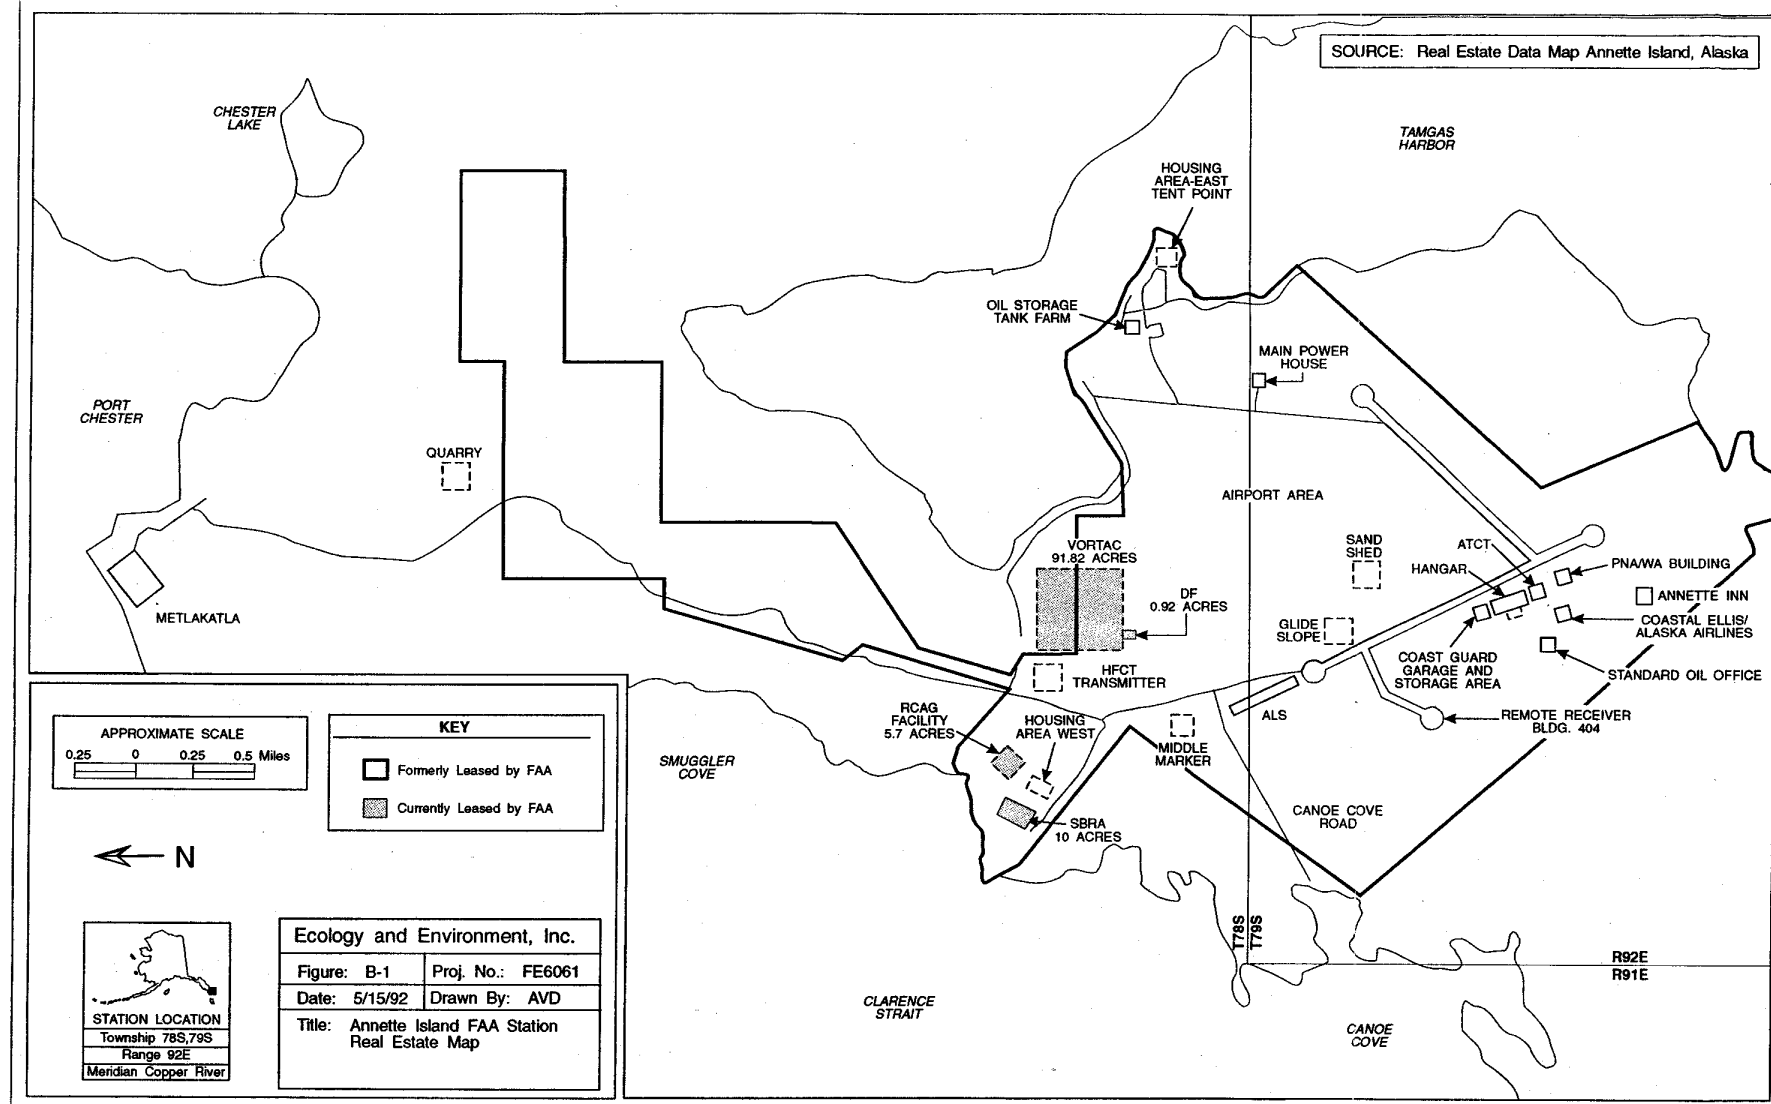 SOURCE: Real Estate Data Map Annette Island, Alaska
CHESTER
LAKE
TAMGAS
HARBOR
HOUSING
AREA-EAST
TENT POINT
OIL STORAGE
TANK FARM
MAIN POWER
HOUSE
PORT
CHESTER
QUARRY
AIRPORT AREA
METLAKATLA
VORTAC
91.82 ACRES
DF
0.92 ACRES
SAND
SHED
ATCT
HANGAR
PNA/WA BUILDING
ANNETTE INN
COASTAL ELLIS/
ALASKA AIRLINES
GLIDE
SLOPE
COAST GUARD
GARAGE AND
STORAGE AREA
STANDARD OIL OFFICE
HFCT
TRANSMITTER
RCAG
FACILITY
5.7 ACRES
HOUSING
AREA WEST
ALS
REMOTE RECEIVER
BLDG. 404
MIDDLE
MARKER
SMUGGLER
COVE
SBRA
10 ACRES
CANOE COVE
ROAD
T78S
T79S
R92E
R91E
CLARENCE
STRAIT
CANOE
COVE
APPROXIMATE SCALE
0.25 0 0.25 0.5 Miles
KEY
Formerly Leased by FAA
Currently Leased by FAA
N
STATION LOCATION
Township 78S,79S
Range 92E
Meridian Copper River
Ecology and Environment, Inc.
Figure: B-1 Proj. No.: FE6061
Date: 5/15/92 Drawn By: AVD
Title: Annette Island FAA Station
Real Estate Map